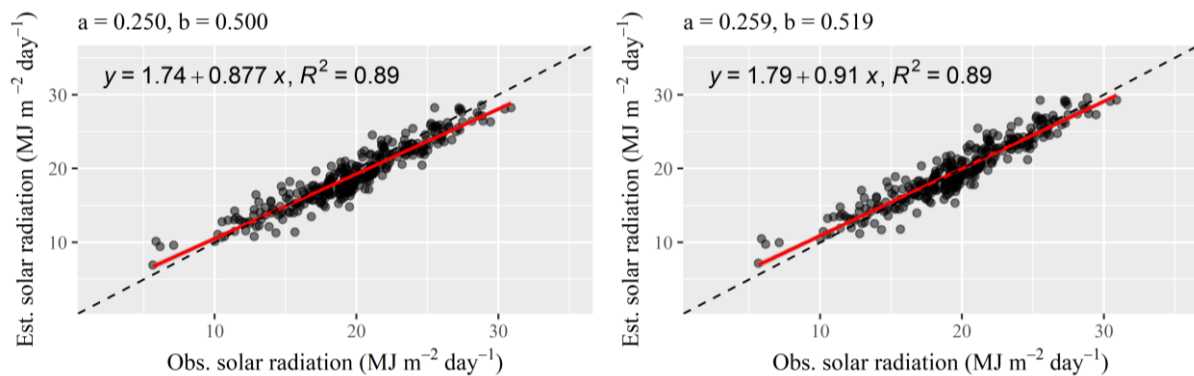 a = 0.250, b = 0.500
y = 1.74 + 0.877 x, R² = 0.89
30
20
10
Est. solar radiation (MJ m⁻² day⁻¹)
10 20 30
Obs. solar radiation (MJ m⁻² day⁻¹)
a = 0.259, b = 0.519
y = 1.79 + 0.91 x, R² = 0.89
30
20
10
Est. solar radiation (MJ m⁻² day⁻¹)
10 20 30
Obs. solar radiation (MJ m⁻² day⁻¹)